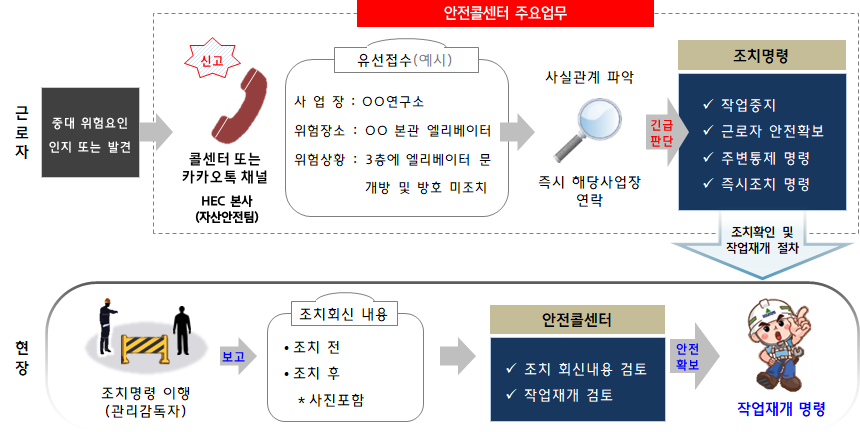 안전콜센터 주요업무
근로자
중대 위험요인
인지 또는 발견
신고
콜센터 또는
카카오톡 채널
HEC 본사
(자산안전팀)
유선접수(예시)
사 업 장 : OO연구소
위험장소 : OO 본관 엘리베이터
위험상황 : 3층에 엘리베이터 문
개방 및 방호 미조치
사실관계 파악
즉시 해당사업장
연락
긴급
판단
조치명령
✓ 작업중지
✓ 근로자 안전확보
✓ 주변통제 명령
✓ 즉시조치 명령
조치확인 및
작업재개 절차
현장
조치명령 이행
(관리감독자)
보고
조치회신 내용
• 조치 전
• 조치 후
* 사진포함
안전콜센터
✓ 조치 회신내용 검토
✓ 작업재개 검토
안전
확보
작업재개 명령